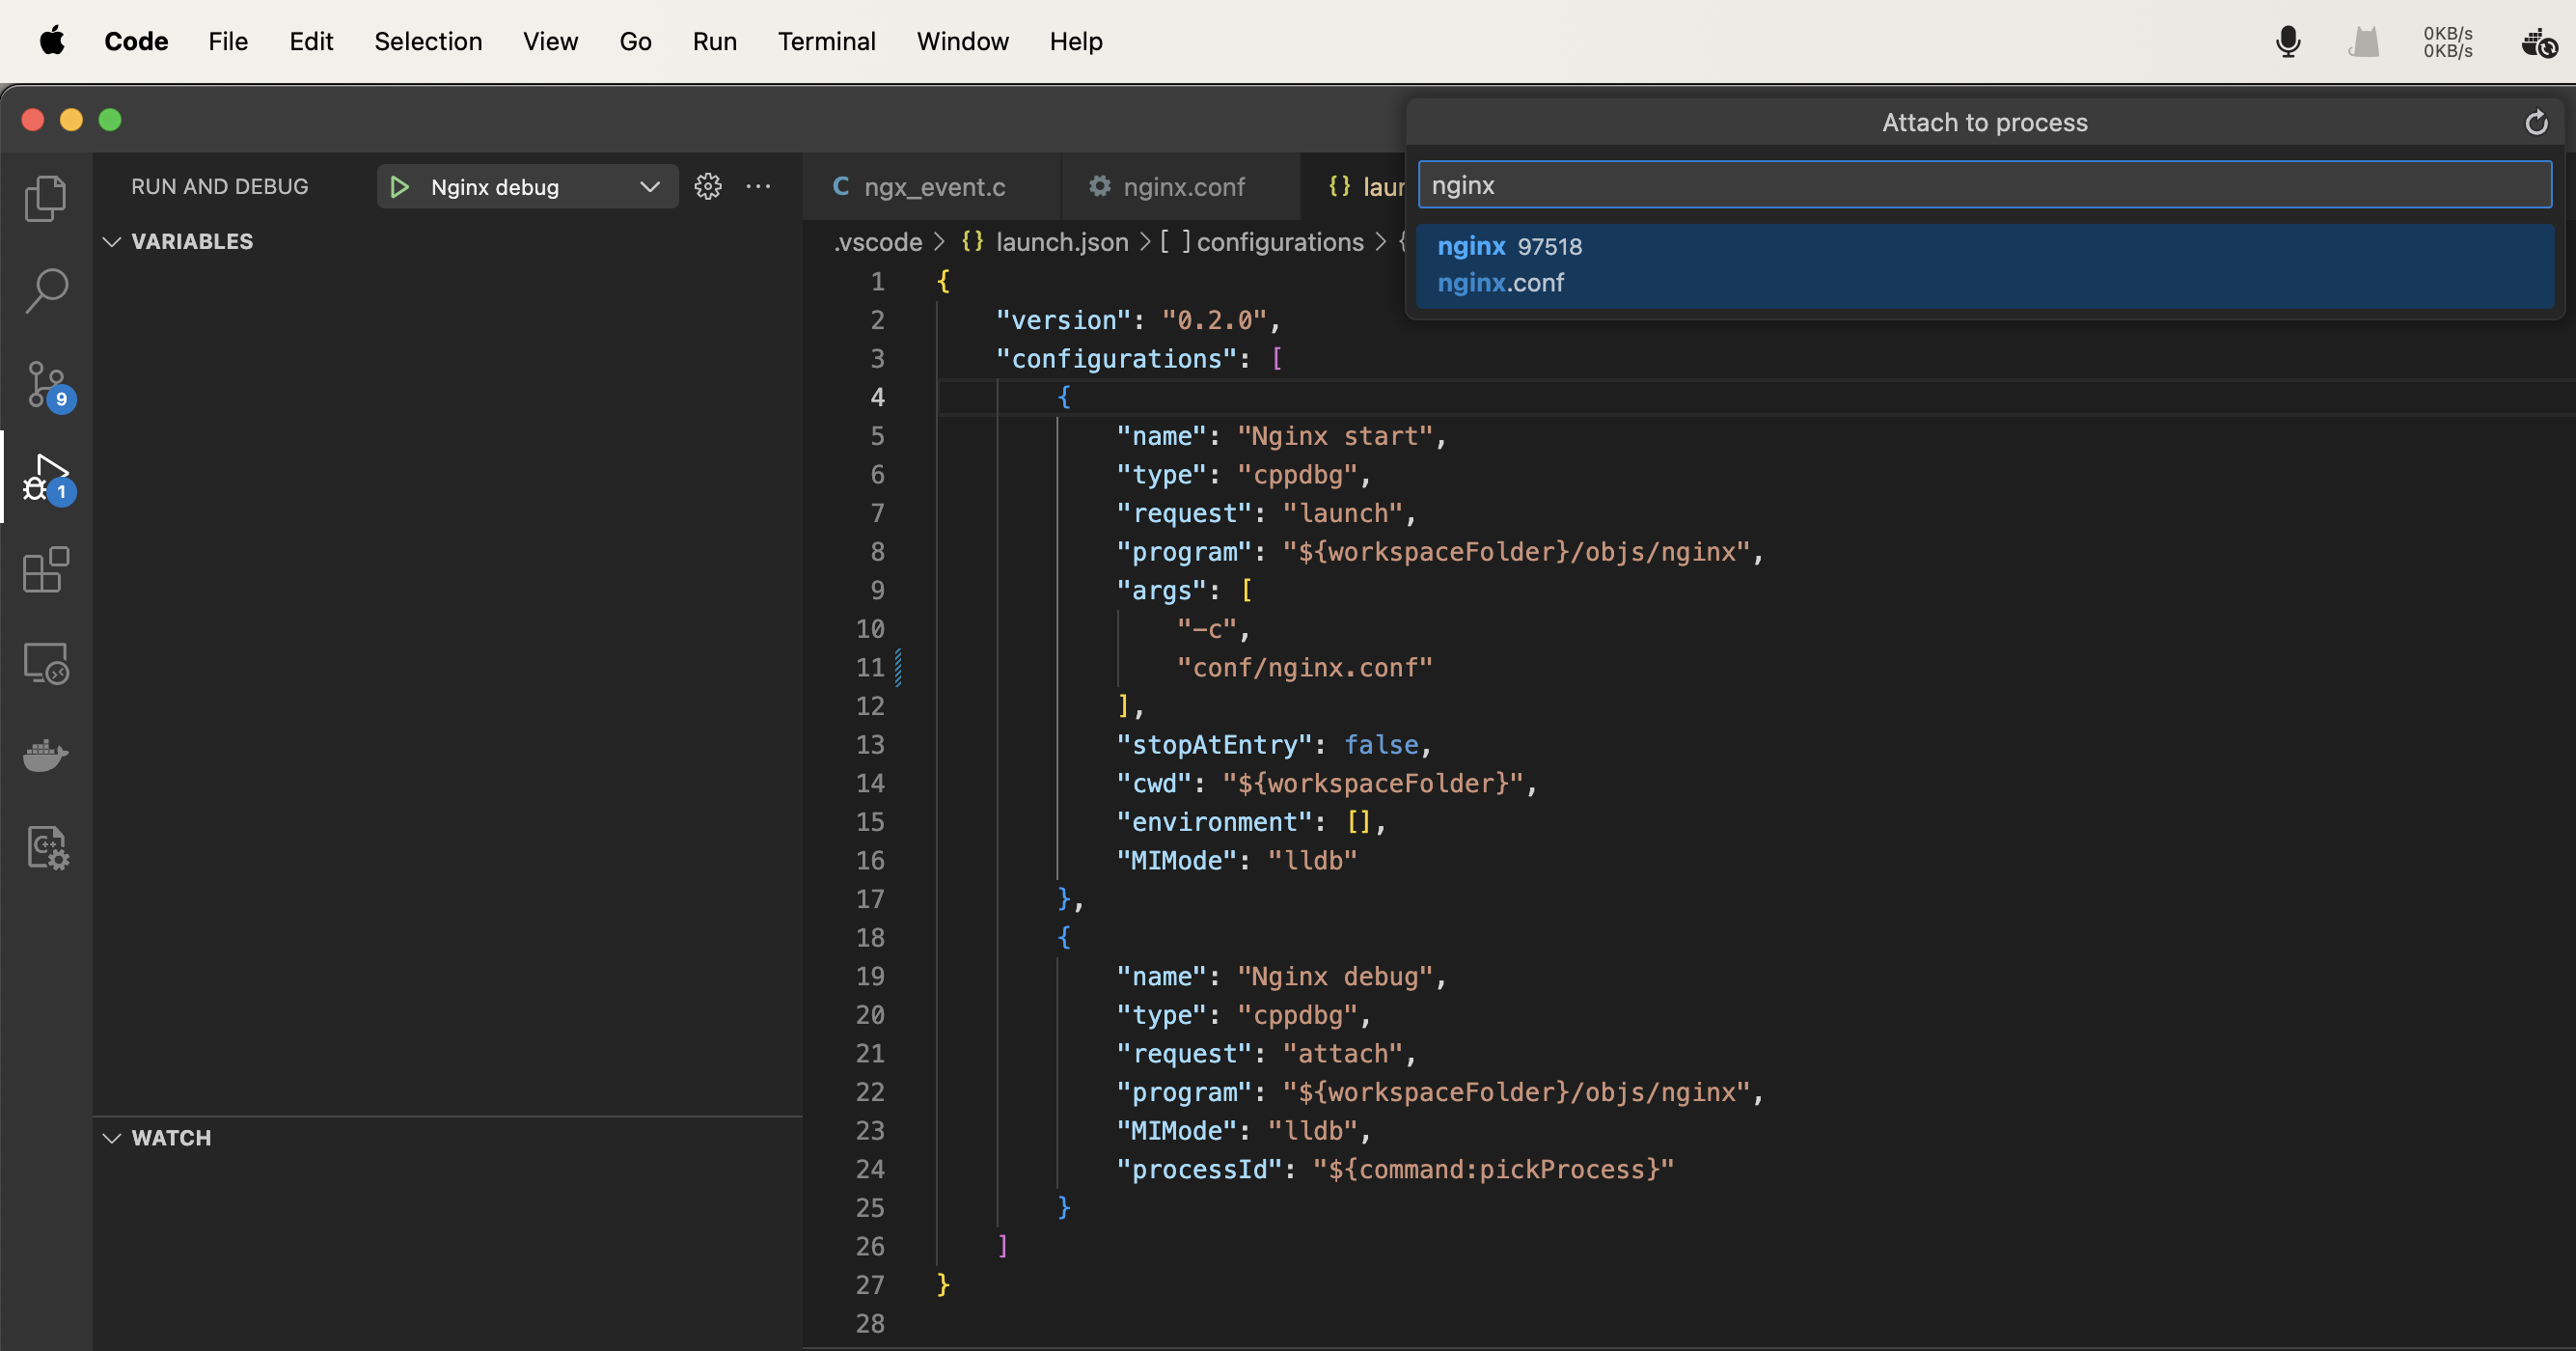 Code File Edit Selection View Go Run Terminal Window Help
0KB/s
0KB/s
Attach to process
nginx
nginx 97518
nginx.conf
RUN AND DEBUG
Nginx debug
VARIABLES
WATCH
9
1
C ngx_event.c
nginx.conf
{} laun
.vscode > {} launch.json > [ ] configurations > {
1 {
2 "version": "0.2.0",
3 "configurations": [
4 {
5 "name": "Nginx start",
6 "type": "cppdbg",
7 "request": "launch",
8 "program": "${workspaceFolder}/objs/nginx",
9 "args": [
10 "-c",
11 "conf/nginx.conf"
12 ],
13 "stopAtEntry": false,
14 "cwd": "${workspaceFolder}",
15 "environment": [],
16 "MIMode": "lldb"
17 },
18 {
19 "name": "Nginx debug",
20 "type": "cppdbg",
21 "request": "attach",
22 "program": "${workspaceFolder}/objs/nginx",
23 "MIMode": "lldb",
24 "processId": "${command:pickProcess}"
25 }
26 ]
27 }
28